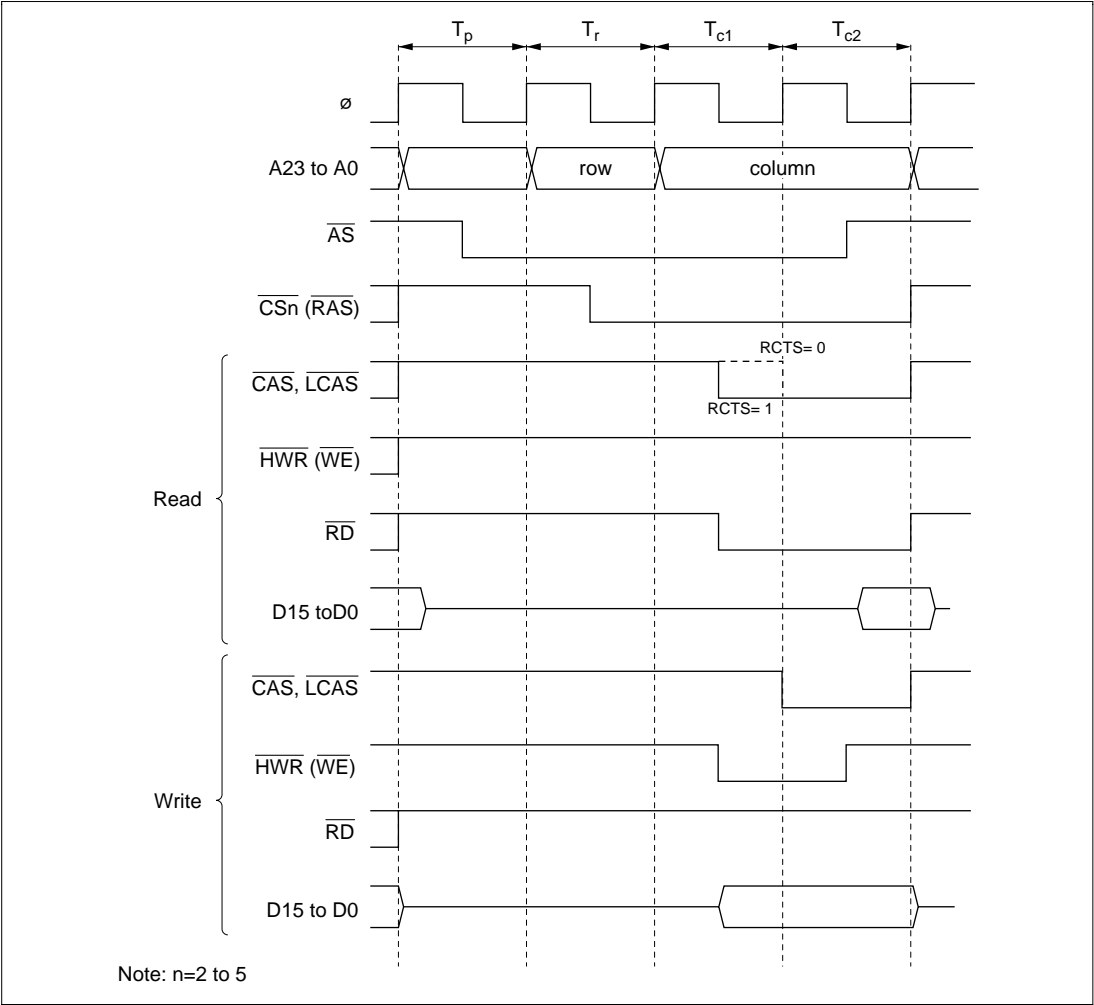 Tp Tr Tc1 Tc2
ø
A23 to A0 row column
AS
CSn (RAS)
RCTS= 0
CAS, LCAS
RCTS= 1
HWR (WE)
Read
RD
D15 toD0
CAS, LCAS
HWR (WE)
Write
RD
D15 to D0
Note: n=2 to 5